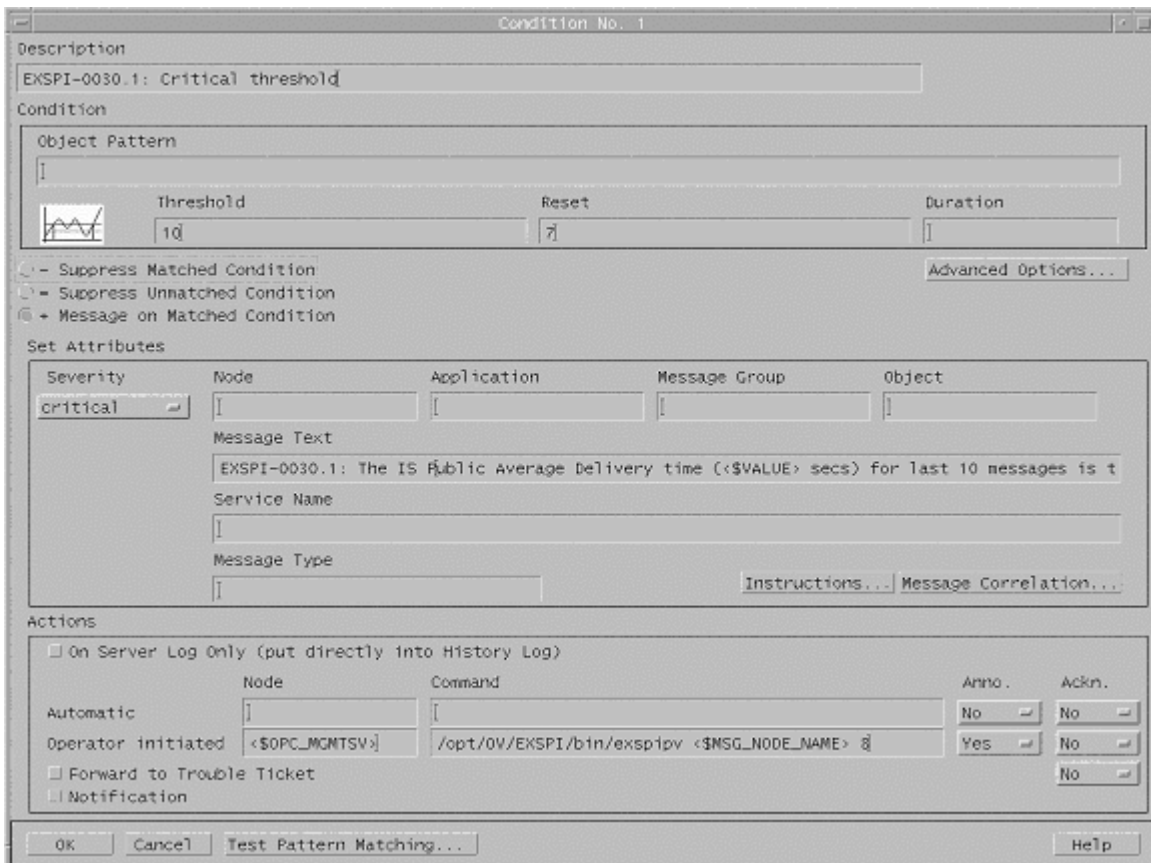 Condition No. 1
Description
EXSPI-0030.1: Critical threshold
Condition
Object Pattern
Threshold Reset Duration
10 7
- Suppress Matched Condition Advanced Options...
= Suppress Unmatched Condition
+ Message on Matched Condition
Set Attributes
Severity Node Application Message Group Object
critical
Message Text
EXSPI-0030.1: The IS Public Average Delivery time (<$VALUE> secs) for last 10 messages is t
Service Name
Message Type
Instructions... Message Correlation...
Actions
On Server Log Only (put directly into History Log)
Node Command Anno. Ackn.
Automatic No No
Operator initiated <$OPC_MGMTSV> /opt/OV/EXSPI/bin/exspipv <$MSG_NODE_NAME> 8 Yes No
Forward to Trouble Ticket No
Notification
OK Cancel Test Pattern Matching... Help